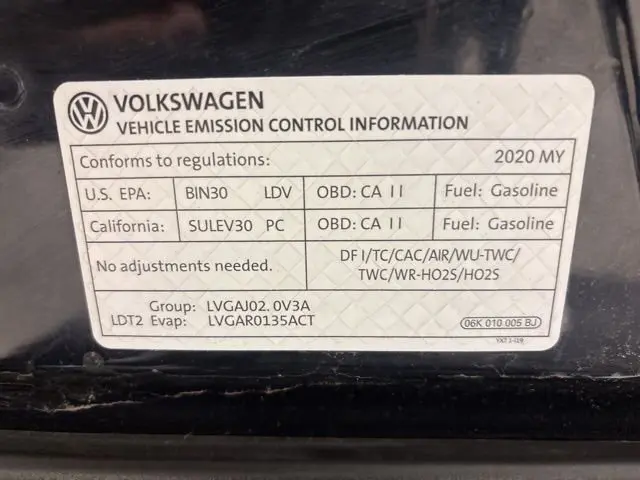 VOLKSWAGEN
VEHICLE EMISSION CONTROL INFORMATION
Conforms to regulations: 2020 MY
U.S. EPA: BIN30 LDV OBD: CA II Fuel: Gasoline
California: SULEV30 PC OBD: CA II Fuel: Gasoline
No adjustments needed. DFI/TC/CAC/AIR/WU-TWC/
TWC/WR-HO2S/HO2S
Group: LVGAJ02.0V3A
LDT2 Evap: LVGAR0135ACT
06K 010 005 BJ